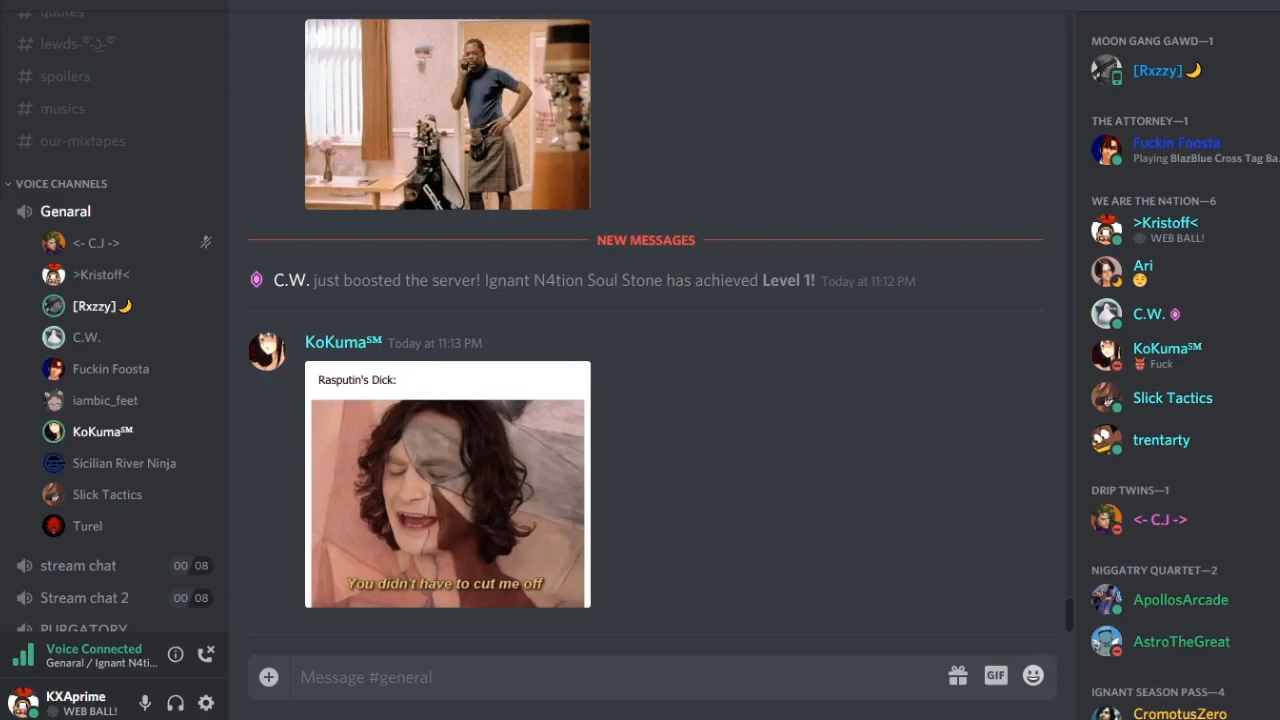 quotes
lewds-
spoilers
musics
our-mixtapes
VOICE CHANNELS
General
<- C.J ->
>Kristoff<
[Rxzzy]🌙
C.W.
Fuckin Foosta
iambic_feet
KoKuma℠
Sicilian River Ninja
Slick Tactics
Turel
stream chat 00 08
Stream chat 2 00 08
PURGATORY
Voice Connected
General / Ignant N4ti...
KXAprime
WEB BALL!
NEW MESSAGES
C.W. just boosted the server! Ignant N4tion Soul Stone has achieved Level 1! Today at 11:12 PM
KoKuma℠ Today at 11:13 PM
Rasputin's Dick:
You didn't have to cut me off
Message #general
GIF
MOON GANG GAWD—1
[Rxzzy]🌙
THE ATTORNEY—1
Fuckin Foosta
Playing BlazBlue Cross Tag Ba...
WE ARE THE N4TION—6
>Kristoff<
WEB BALL!
Ari
C.W.
KoKuma℠
Fuck
Slick Tactics
trentarty
DRIP TWINS—1
<- C.J ->
NIGGATRY QUARTET—2
ApollosArcade
AstroTheGreat
IGNANT SEASON PASS—4
CromotusZero